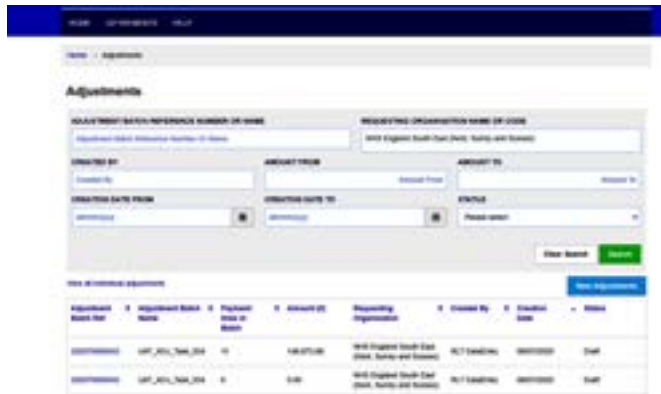 HOME ADJUSTMENTS HELP
Home / Adjustments
Adjustments
ADJUSTMENT BATCH REFERENCE NUMBER OR NAME REQUESTING ORGANISATION NAME OR CODE
Adjustment Batch Reference Number Or Name NHS England South East (Kent, Surrey and Sussex)
CREATED BY AMOUNT FROM AMOUNT TO
Created By Amount From Amount To
CREATION DATE FROM CREATION DATE TO STATUS
dd/mm/yyyy dd/mm/yyyy Please select
Clear Search Search
View all individual adjustments New Adjustments
Adjustment Batch Ref Adjustment Batch Name Payment lines in Batch Amount (£) Requesting Organisation Created By Creation Date Status
NHS England South East (Kent, Surrey and Sussex) Draft
0.00 NHS England South East (Kent, Surrey and Sussex) Draft